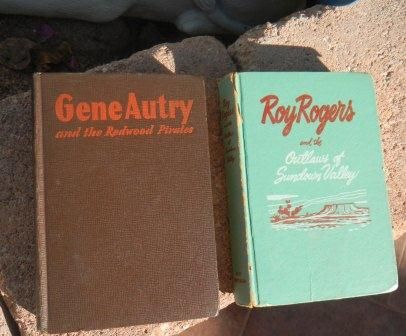 Gene Autry
and the Redwood Pirates
Roy Rogers
and the
Outlaws of
Sundown Valley